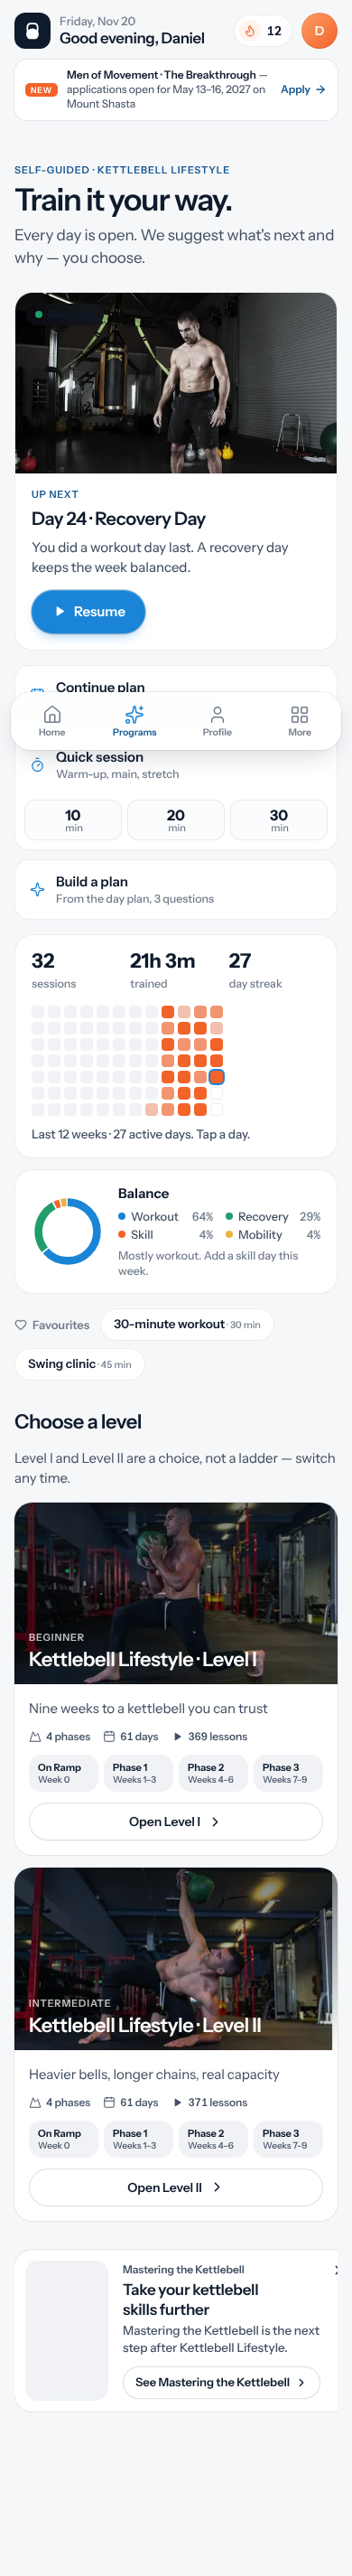 Friday, Nov 20
Good evening, Daniel
12
D
NEW
Men of Movement · The Breakthrough —
applications open for May 13–16, 2027 on
Mount Shasta
Apply
SELF-GUIDED · KETTLEBELL LIFESTYLE
Train it your way.
Every day is open. We suggest what's next and
why — you choose.
UP NEXT
Day 24 · Recovery Day
You did a workout day last. A recovery day
keeps the week balanced.
Resume
Continue plan
Home
Programs
Profile
More
Quick session
Warm-up, main, stretch
10
min
20
min
30
min
Build a plan
From the day plan, 3 questions
32
sessions
21h 3m
trained
27
day streak
Last 12 weeks · 27 active days. Tap a day.
Balance
Workout 64%
Recovery 29%
Skill 4%
Mobility 4%
Mostly workout. Add a skill day this
week.
Favourites
30-minute workout · 30 min
Swing clinic · 45 min
Choose a level
Level I and Level II are a choice, not a ladder — switch
any time.
BEGINNER
Kettlebell Lifestyle · Level I
Nine weeks to a kettlebell you can trust
4 phases
61 days
369 lessons
On Ramp
Week 0
Phase 1
Weeks 1–3
Phase 2
Weeks 4–6
Phase 3
Weeks 7–9
Open Level I
INTERMEDIATE
Kettlebell Lifestyle · Level II
Heavier bells, longer chains, real capacity
4 phases
61 days
371 lessons
On Ramp
Week 0
Phase 1
Weeks 1–3
Phase 2
Weeks 4–6
Phase 3
Weeks 7–9
Open Level II
Mastering the Kettlebell
Take your kettlebell
skills further
Mastering the Kettlebell is the next
step after Kettlebell Lifestyle.
See Mastering the Kettlebell